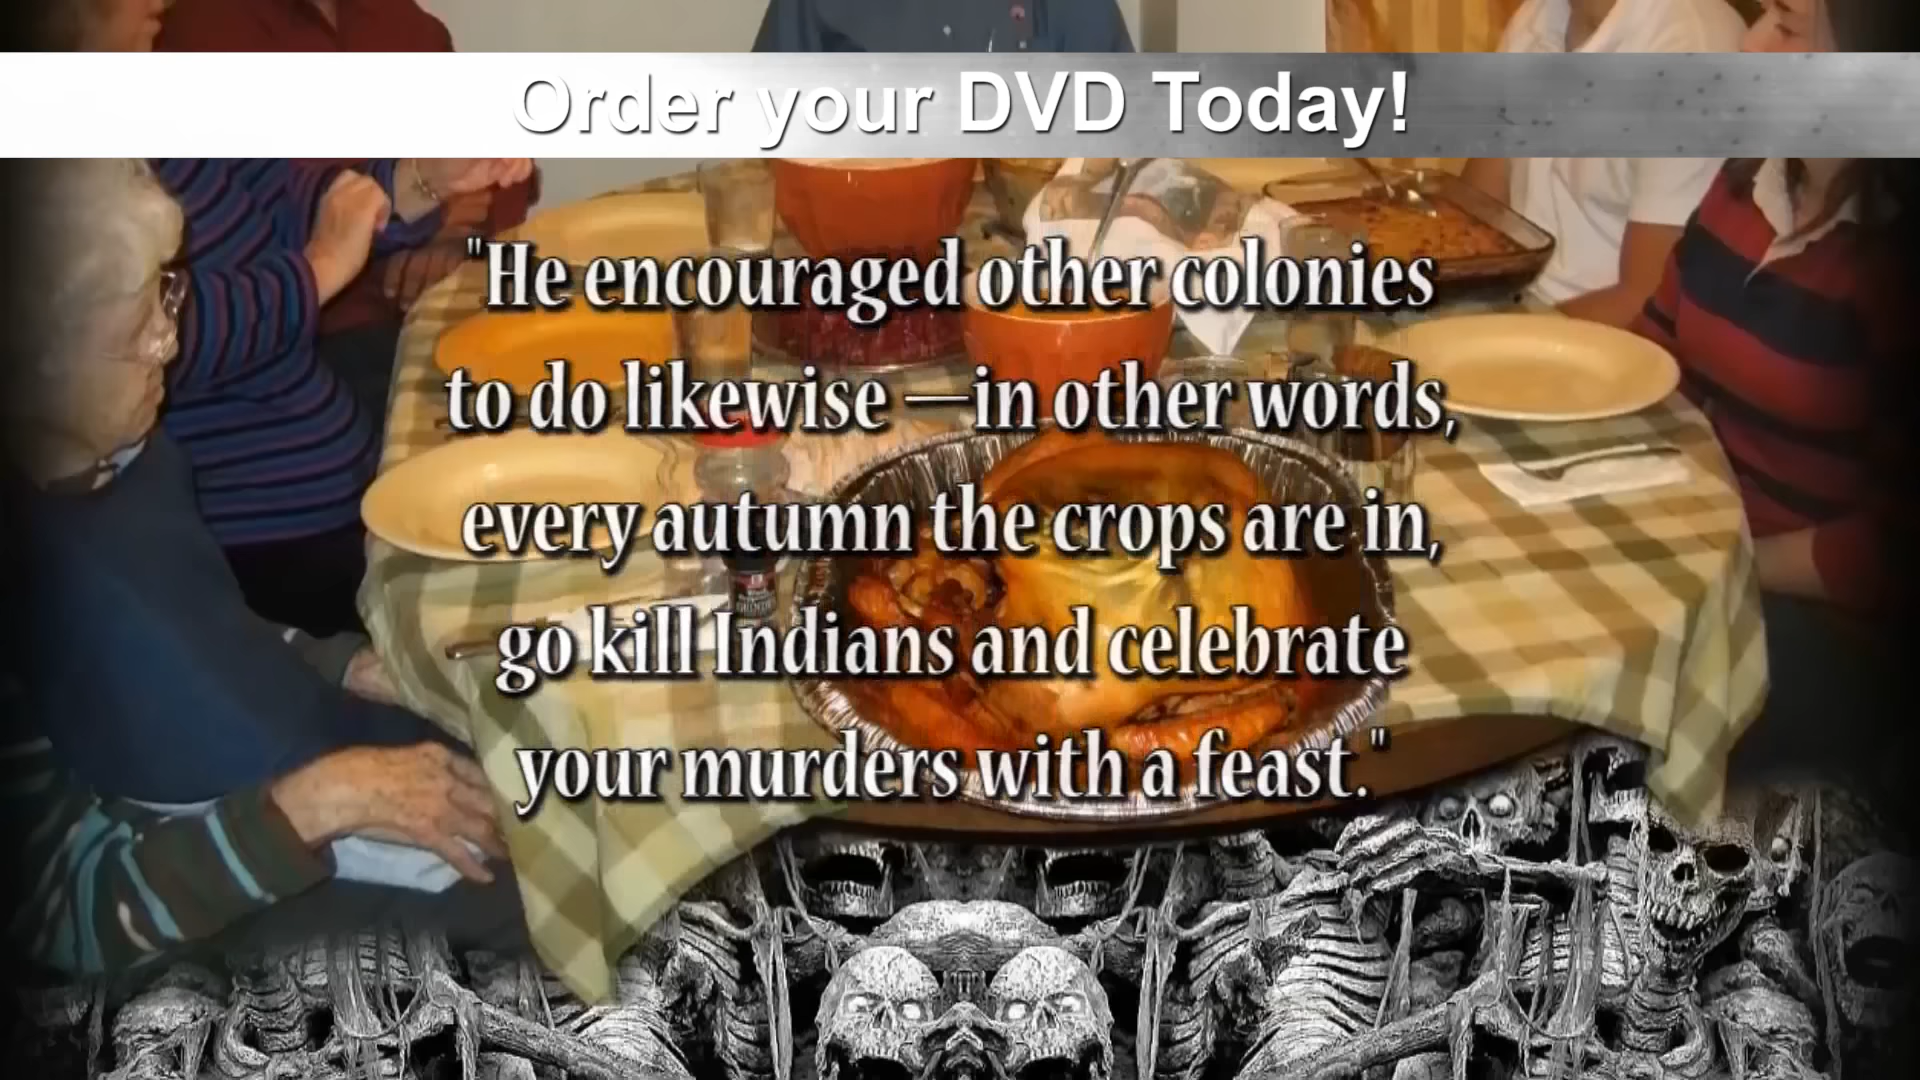 Order your DVD Today!
"He encouraged other colonies
to do likewise —in other words,
every autumn the crops are in,
go kill Indians and celebrate
your murders with a feast."